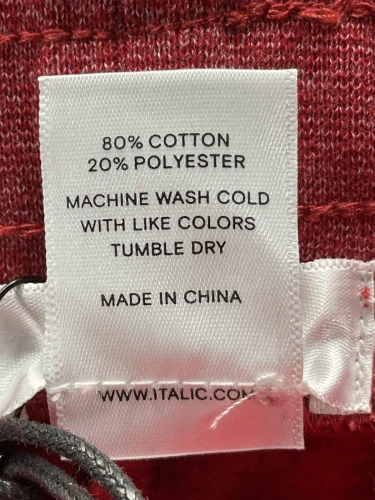 80% COTTON
20% POLYESTER
MACHINE WASH COLD
WITH LIKE COLORS
TUMBLE DRY
MADE IN CHINA
WWW.ITALIC.COM